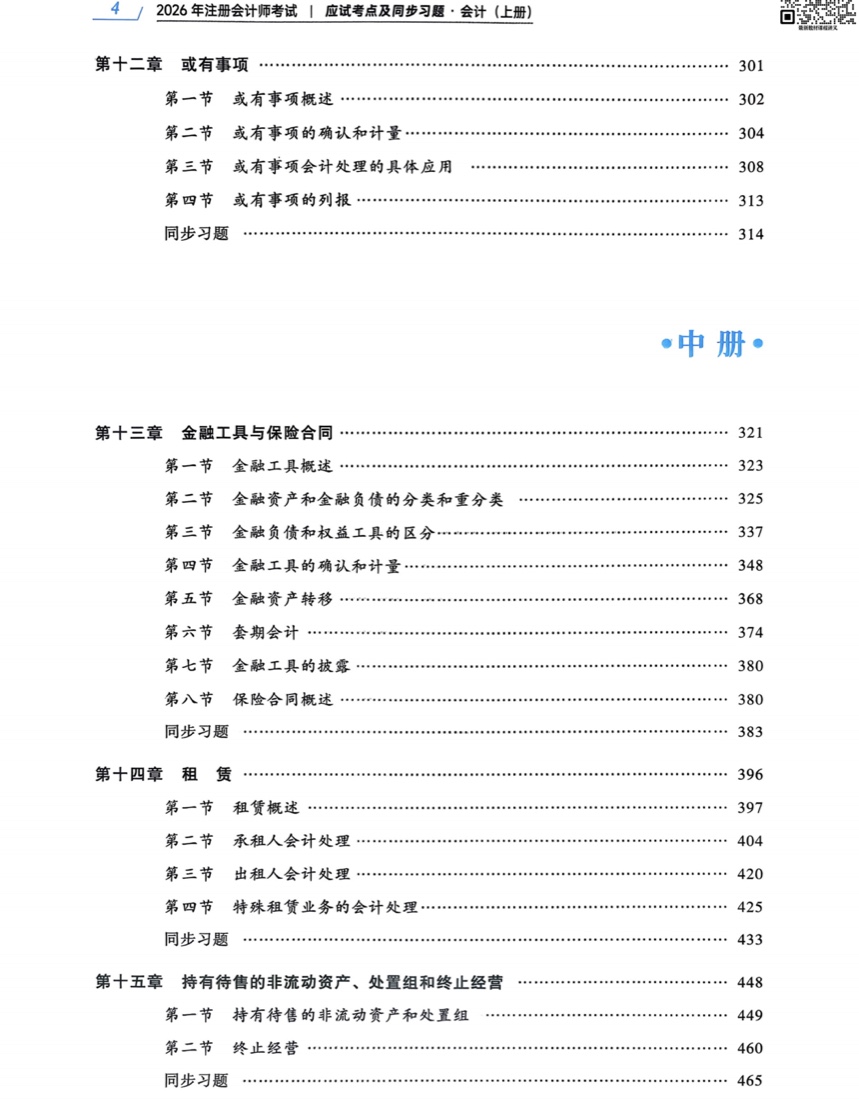 4 2026 年注册会计师考试 | 应试考点及同步习题·会计（上册）
第十二章 或有事项 …… 301
第一节 或有事项概述 …… 302
第二节 或有事项的确认和计量 …… 304
第三节 或有事项会计处理的具体应用 …… 308
第四节 或有事项的列报 …… 313
同步习题 …… 314
·中 册·
第十三章 金融工具与保险合同 …… 321
第一节 金融工具概述 …… 323
第二节 金融资产和金融负债的分类和重分类 …… 325
第三节 金融负债和权益工具的区分 …… 337
第四节 金融工具的确认和计量 …… 348
第五节 金融资产转移 …… 368
第六节 套期会计 …… 374
第七节 金融工具的披露 …… 380
第八节 保险合同概述 …… 380
同步习题 …… 383
第十四章 租 赁 …… 396
第一节 租赁概述 …… 397
第二节 承租人会计处理 …… 404
第三节 出租人会计处理 …… 420
第四节 特殊租赁业务的会计处理 …… 425
同步习题 …… 433
第十五章 持有待售的非流动资产、处置组和终止经营 …… 448
第一节 持有待售的非流动资产和处置组 …… 449
第二节 终止经营 …… 460
同步习题 …… 465